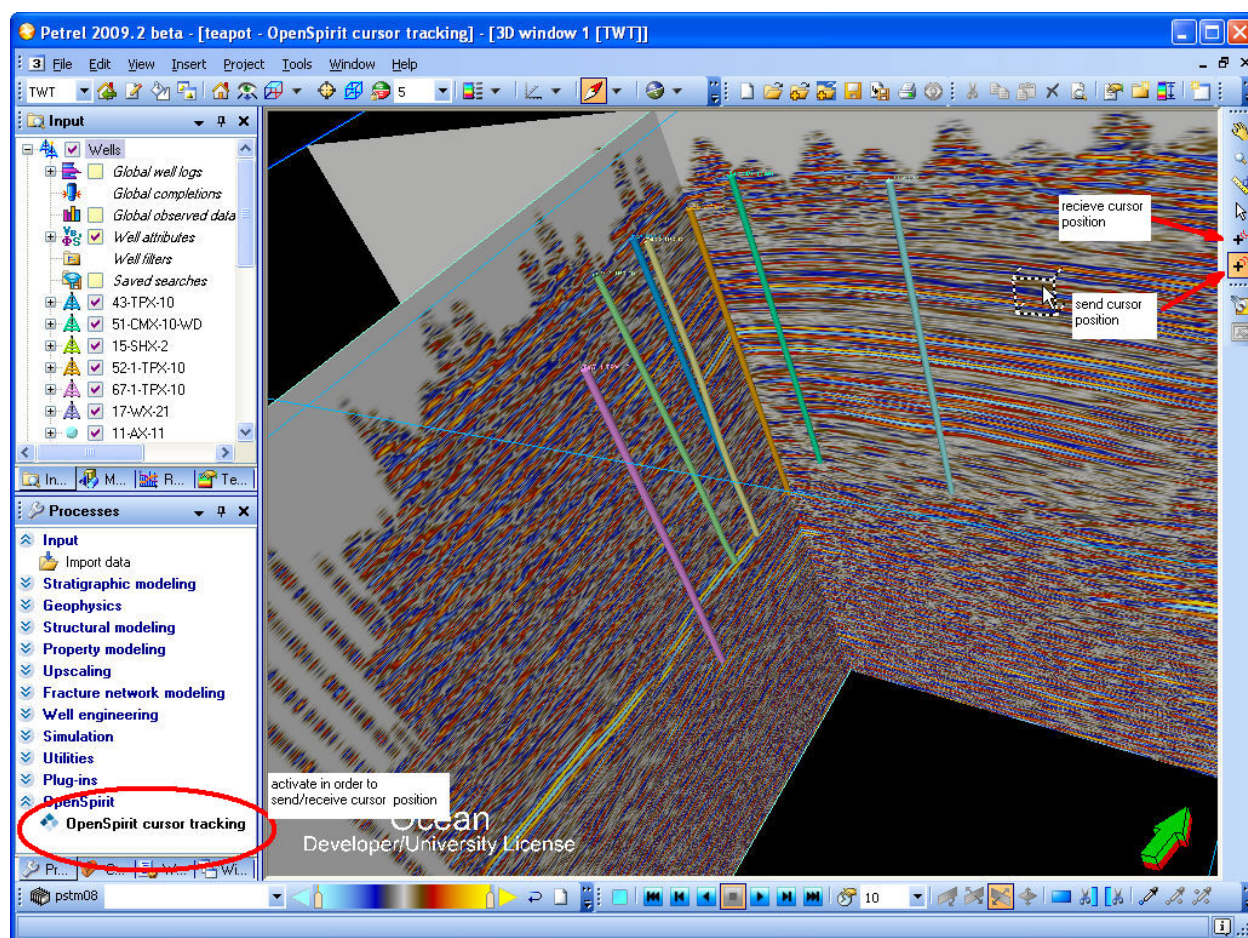 Petrel 2009.2 beta - [teapot - OpenSpirit cursor tracking] - [3D window 1 [TWT]]
3 File Edit View Insert Project Tools Window Help
TWT 5
Input
Wells
Global well logs
Global completions
Global observed data
Well attributes
Well filters
Saved searches
43-TPX-10
51-CMX-10-WD
15-SHX-2
52-1-TPX-10
67-1-TPX-10
17-WX-21
11-AX-11
In... M... R... Te...
Processes
Input
Import data
Stratigraphic modeling
Geophysics
Structural modeling
Property modeling
Upscaling
Fracture network modeling
Well engineering
Simulation
Utilities
Plug-ins
OpenSpirit
OpenSpirit cursor tracking
Pr... C... W... Wi...
recieve cursor
position
send cursor
position
activate in order to
send/receive cursor position
Ocean
Developer/University License
pstm08 10